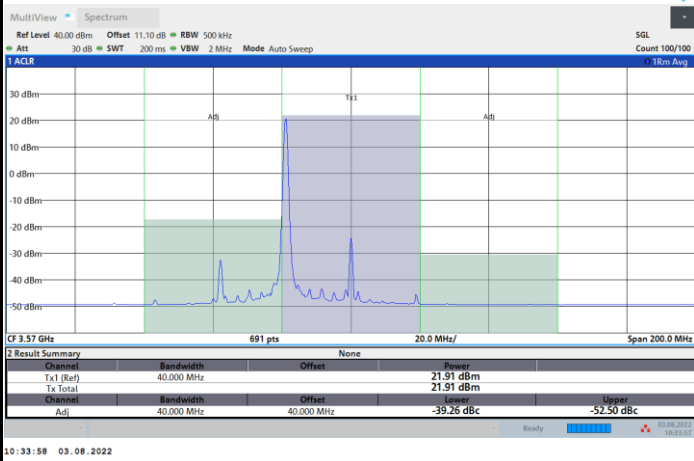 MultiView Spectrum
Ref Level 40.00 dBm Offset 11.10 dB RBW 500 kHz SGL
Att 30 dB SWT 200 ms VBW 2 MHz Mode Auto Sweep Count 100/100
1 ACLR 1Rm Avg
30 dBm
Tx1
20 dBm Adj Adj
10 dBm
0 dBm
-10 dBm
-20 dBm
-30 dBm
-40 dBm
-50 dBm
CF 3.57 GHz 691 pts 20.0 MHz/ Span 200.0 MHz
2 Result Summary None
Channel Bandwidth Offset Power
Tx1 (Ref) 40.000 MHz 21.91 dBm
Tx Total 21.91 dBm
Channel Bandwidth Offset Lower Upper
Adj 40.000 MHz 40.000 MHz -39.26 dBc -52.50 dBc
Ready 03.08.2022
10:33:57
10:33:58 03.08.2022